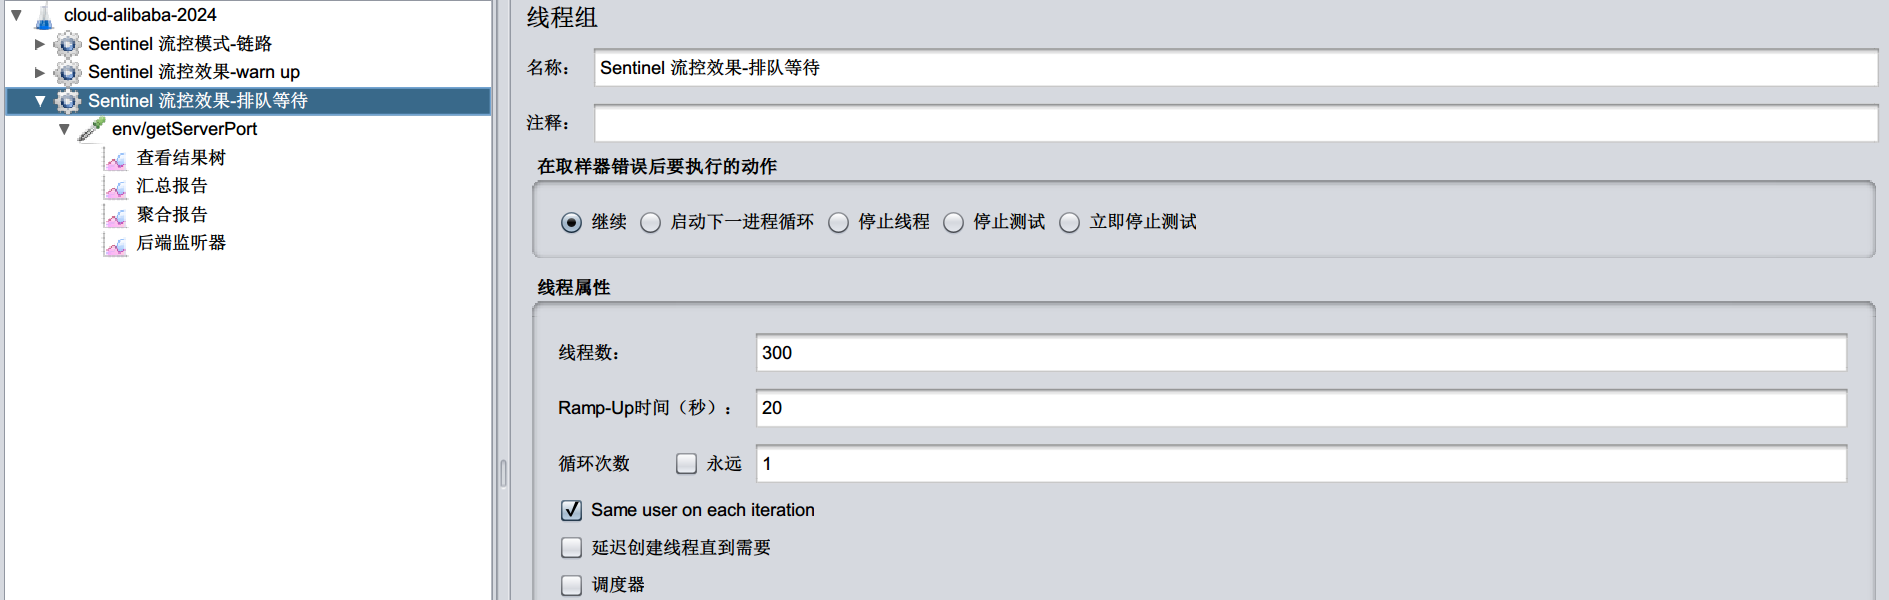 cloud-alibaba-2024
Sentinel 流控模式-链路
Sentinel 流控效果-warn up
Sentinel 流控效果-排队等待
env/getServerPort
查看结果树
汇总报告
聚合报告
后端监听器
线程组
名称： Sentinel 流控效果-排队等待
注释：
在取样器错误后要执行的动作
继续 启动下一进程循环 停止线程 停止测试 立即停止测试
线程属性
线程数： 300
Ramp-Up时间（秒）： 20
循环次数 永远 1
Same user on each iteration
延迟创建线程直到需要
调度器